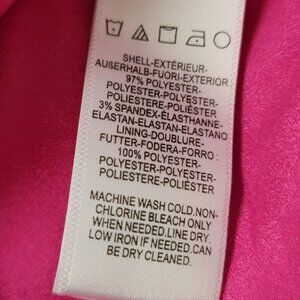 SHELL-EXTÉRIEUR-
AUßERHALB-FUORI-EXTERIOR
97% POLYESTER-
POLYESTER-POLYESTER-
POLIESTERE-POLIÉSTER
3% SPANDEX-ÉLASTHANNE-
ELASTAN-ELASTAN-ELASTANO
LINING-DOUBLURE-
FUTTER-FODERA-FORRO :
100% POLYESTER-
POLYESTER-POLYESTER-
POLIESTERE-POLIÉSTER
MACHINE WASH COLD.NON-
CHLORINE BLEACH ONLY
WHEN NEEDED.LINE DRY.
LOW IRON IF NEEDED.CAN
BE DRY CLEANED.